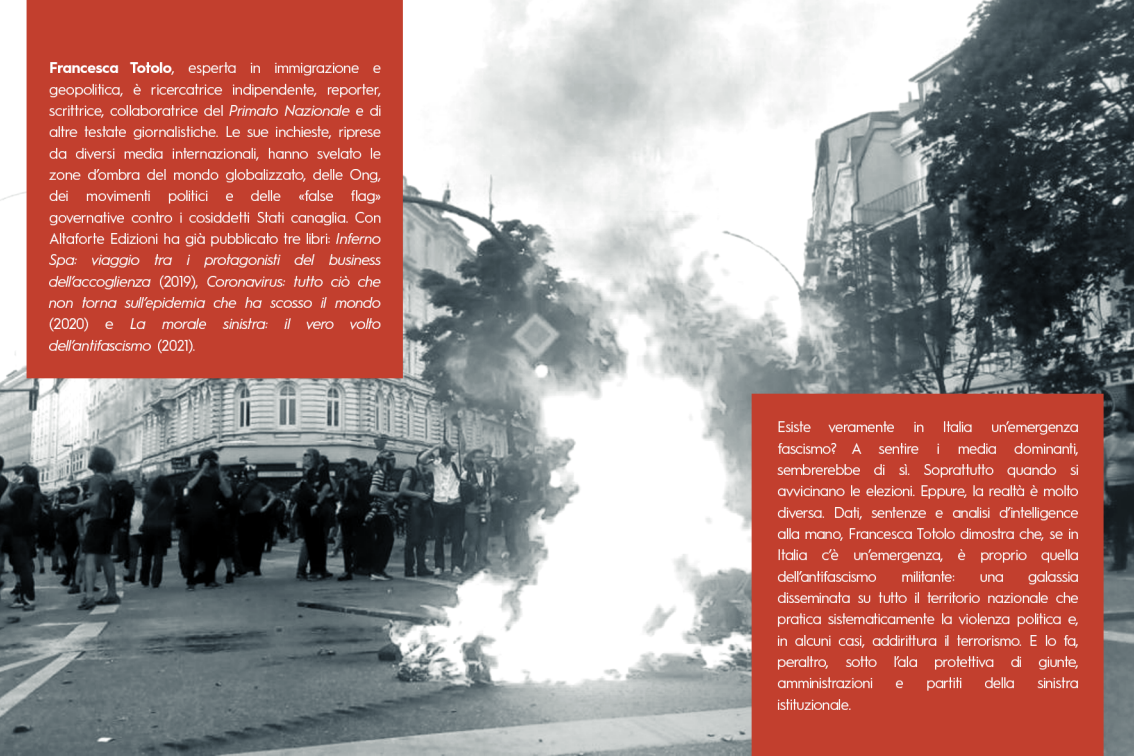 Francesca Totolo, esperta in immigrazione e
geopolitica, è ricercatrice indipendente, reporter,
scrittrice, collaboratrice del Primato Nazionale e di
altre testate giornalistiche. Le sue inchieste, riprese
da diversi media internazionali, hanno svelato le
zone d’ombra del mondo globalizzato, delle Ong,
dei movimenti politici e delle «false flag»
governative contro i cosiddetti Stati canaglia. Con
Altaforte Edizioni ha già pubblicato tre libri: Inferno
Spa: viaggio tra i protagonisti del business
dell’accoglienza (2019), Coronavirus: tutto ciò che
non torna sull’epidemia che ha scosso il mondo
(2020) e La morale sinistra: il vero volto
dell’antifascismo (2021).
Esiste veramente in Italia un’emergenza
fascismo? A sentire i media dominanti,
sembrerebbe di sì. Soprattutto quando si
avvicinano le elezioni. Eppure, la realtà è molto
diversa. Dati, sentenze e analisi d’intelligence
alla mano, Francesca Totolo dimostra che, se in
Italia c’è un’emergenza, è proprio quella
dell’antifascismo militante: una galassia
disseminata su tutto il territorio nazionale che
pratica sistematicamente la violenza politica e,
in alcuni casi, addirittura il terrorismo. E lo fa,
peraltro, sotto l’ala protettiva di giunte,
amministrazioni e partiti della sinistra
istituzionale.